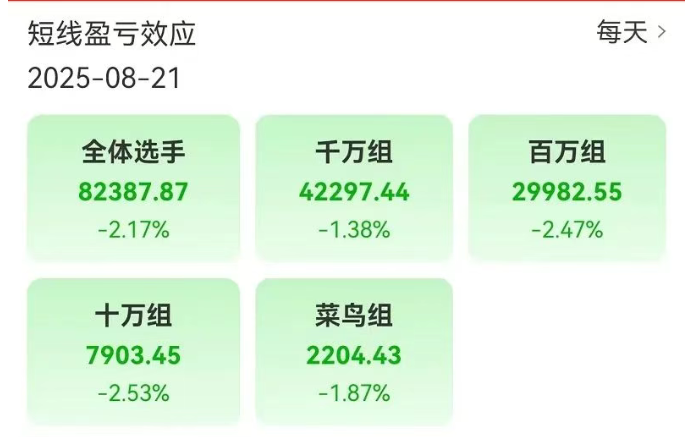 短线盈亏效应
每天 >
2025-08-21
全体选手
82387.87
-2.17%
千万组
42297.44
-1.38%
百万组
29982.55
-2.47%
十万组
7903.45
-2.53%
菜鸟组
2204.43
-1.87%